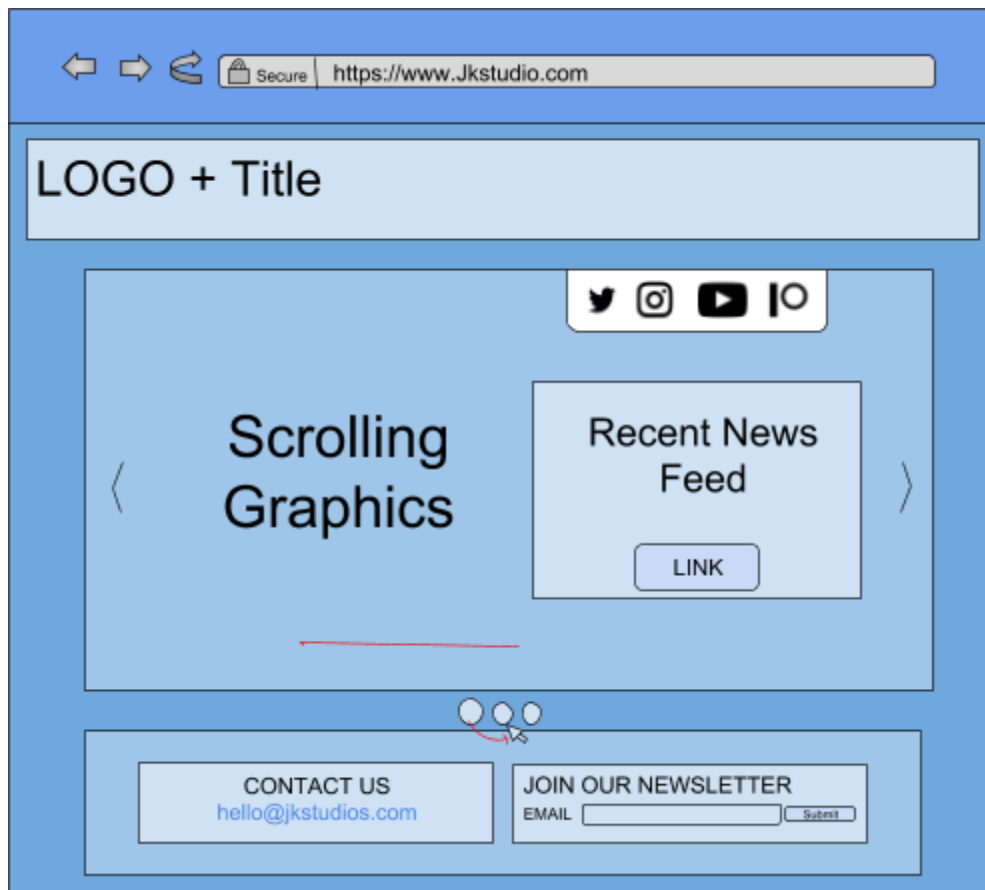 Secure https://www.Jkstudio.com
LOGO + Title
Scrolling
Graphics
Recent News
Feed
LINK
CONTACT US
hello@jkstudios.com
JOIN OUR NEWSLETTER
EMAIL Submit